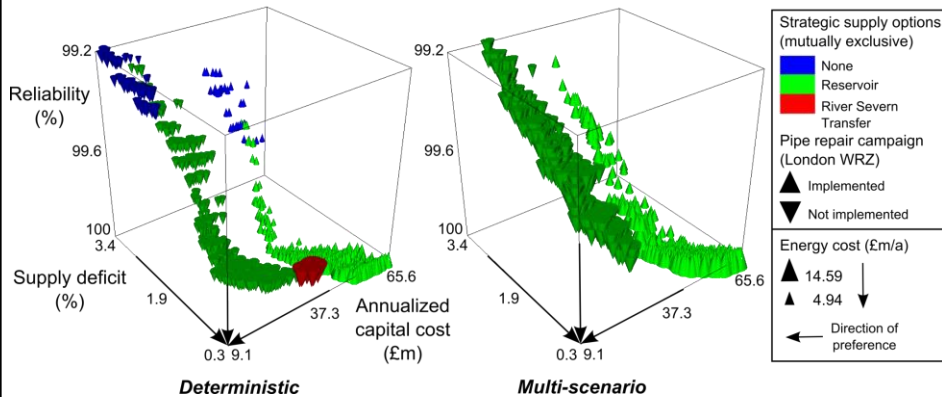 99.2
Reliability
(%)
99.6
100
3.4
Supply deficit
(%)
1.9
0.3
9.1
37.3
65.6
Annualized
capital cost
(£m)
Deterministic
99.2
99.6
100
3.4
1.9
0.3
9.1
37.3
65.6
Multi-scenario
Strategic supply options
(mutually exclusive)
None
Reservoir
River Severn
Transfer
Pipe repair campaign
(London WRZ)
Implemented
Not implemented
Energy cost (£m/a)
14.59
4.94
Direction of
preference